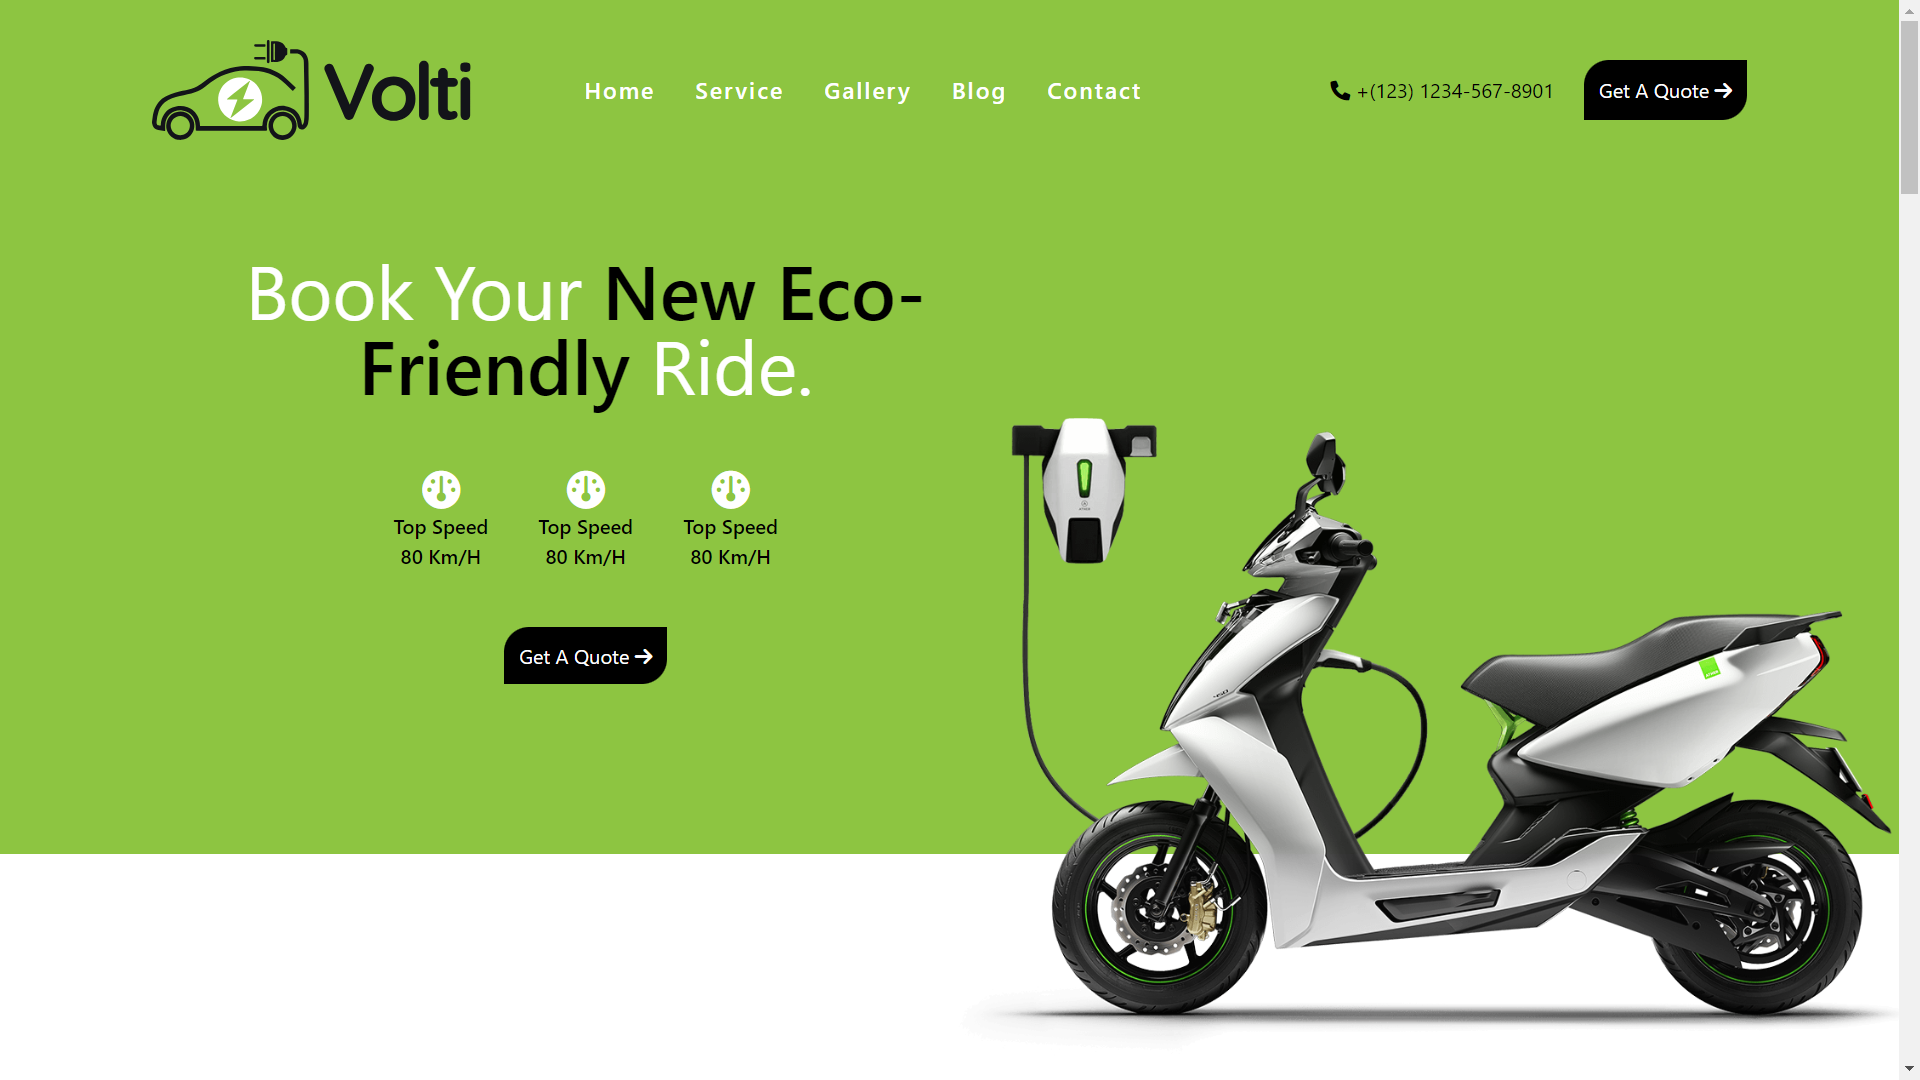 Volti
Home Service Gallery Blog Contact
+(123) 1234-567-8901
Get A Quote
Book Your New Eco-
Friendly Ride.
Top Speed Top Speed Top Speed
80 Km/H 80 Km/H 80 Km/H
Get A Quote